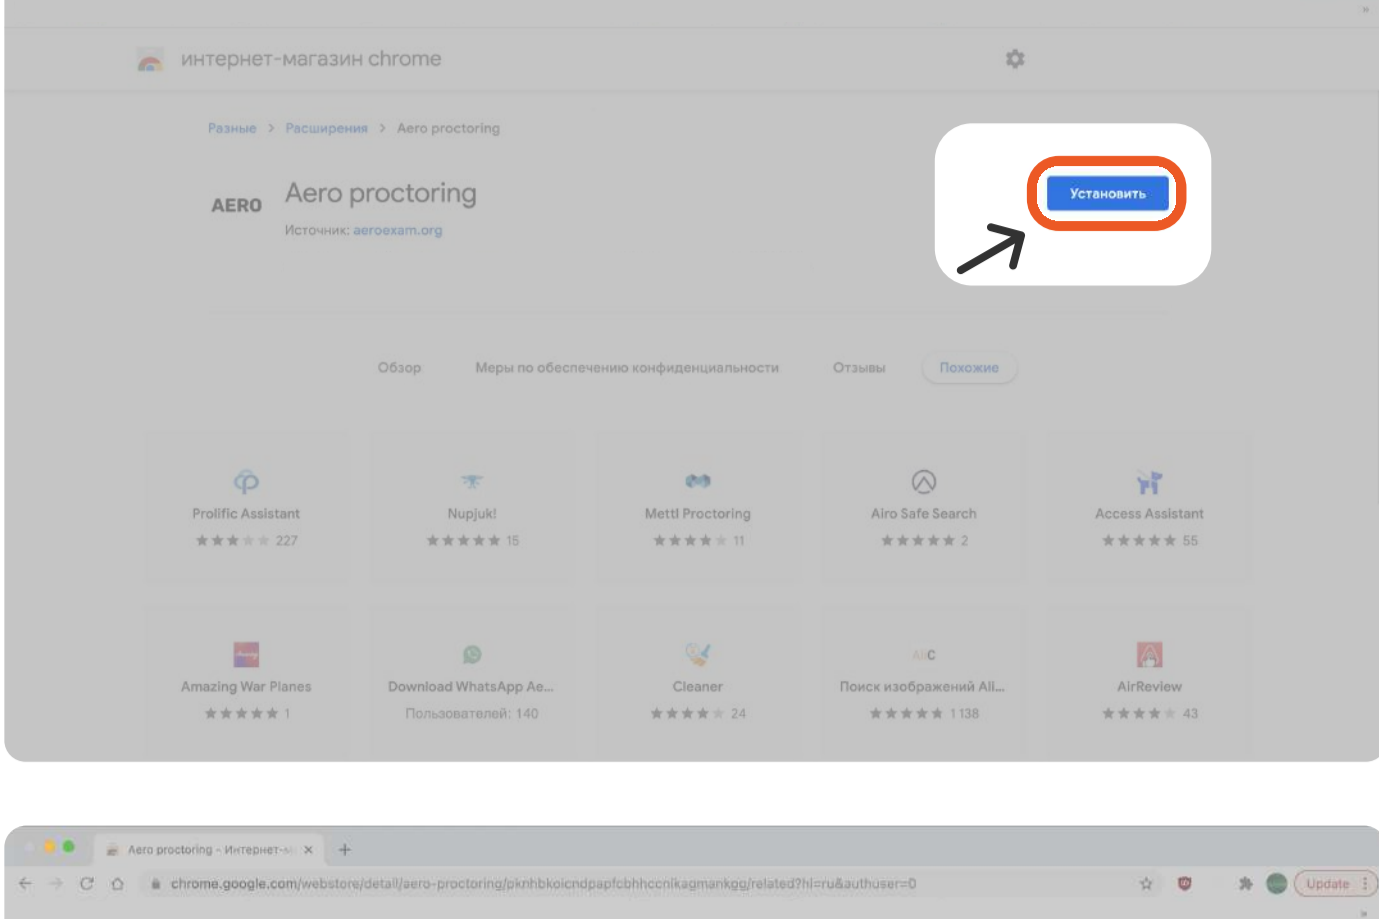 интернет-магазин chrome
Разные > Расширения > Aero proctoring
AERO
Aero proctoring
Источник: aeroexam.org
Установить
Обзор Меры по обеспечению конфиденциальности Отзывы Похожие
Prolific Assistant Nupjuk! Mettl Proctoring Airo Safe Search Access Assistant
227 15 11 2 55
Amazing War Planes Download WhatsApp Ae... Cleaner Поиск изображений Ali... AirReview
1 Пользователей: 140 24 1 138 43
Aero proctoring - Интернет-
chrome.google.com/webstore/detail/aero-proctoring/pknhbkoicndpapfcbhhccnikagmankgg/related?hl=ru&authuser=0 Update